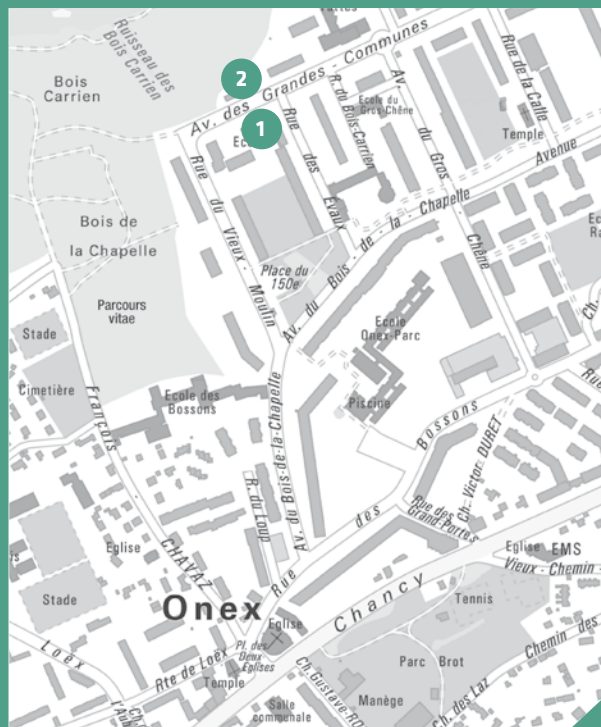 Vattes
Ruisseau des
Bois Carrien
Bois
Carrien
2
Av. des Grandes - Communes
1
Rue de la Calle
R. du Bois-Carrien
Ecole du
Gros-Chêne
Av. du Gros Chêne
Temple
Rue des Evaux
Avenue
Rue du Vieux-Moulin
Bois de
la Chapelle
Place du
150e
Av. du Bois-de-la-Chapelle
Parcours
vitae
Ecole
Onex-Parc
Stade
Cimetière
Ecole des
Bossons
Piscine
François CHAVAZ
Av. du Bois-de-la-Chapelle
R. du Loup
Rue des Bossons
Ch. Victor DURET
Rue
Ch.
Rue des
Grand-Portes
Eglise
EMS
Vieux - Chemin -
Eglise
Stade
Onex
Chancy
Tennis
Eglise
Pl. des
Deux
Eglises
Loëx
Rte de Loëx
Temple
Parc Brot
Chemin des
Ch. des Laz
Manège
Salle
communale